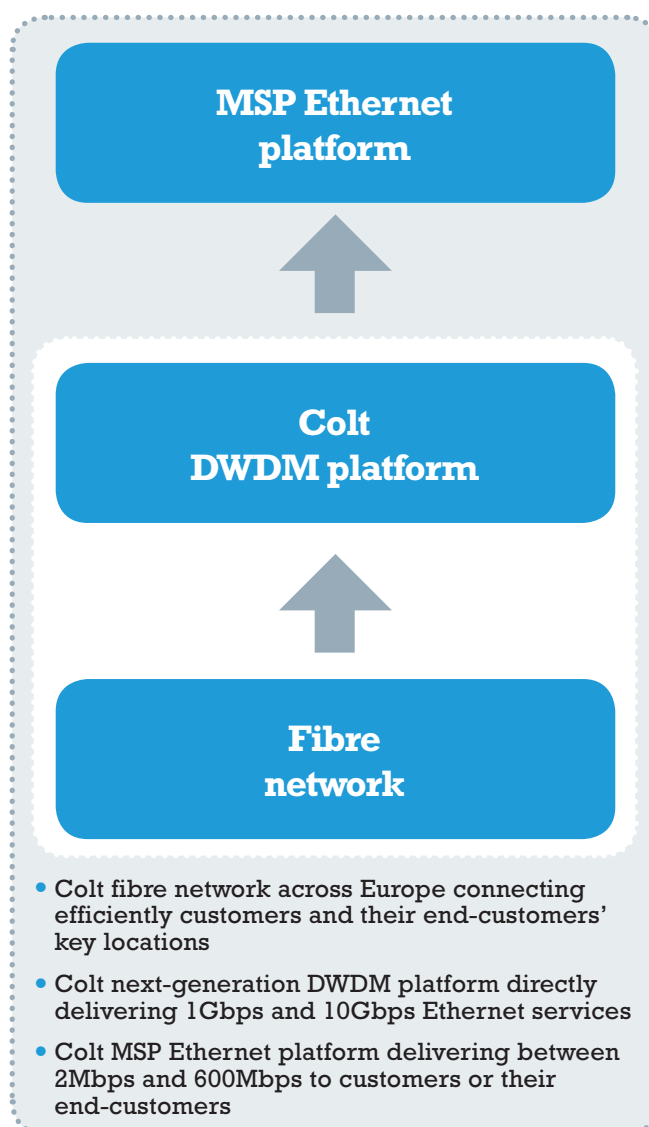 MSP Ethernet
platform
Colt
DWDM platform
Fibre
network
• Colt fibre network across Europe connecting
efficiently customers and their end-customers’
key locations
• Colt next-generation DWDM platform directly
delivering 1Gbps and 10Gbps Ethernet services
• Colt MSP Ethernet platform delivering between
2Mbps and 600Mbps to customers or their
end-customers